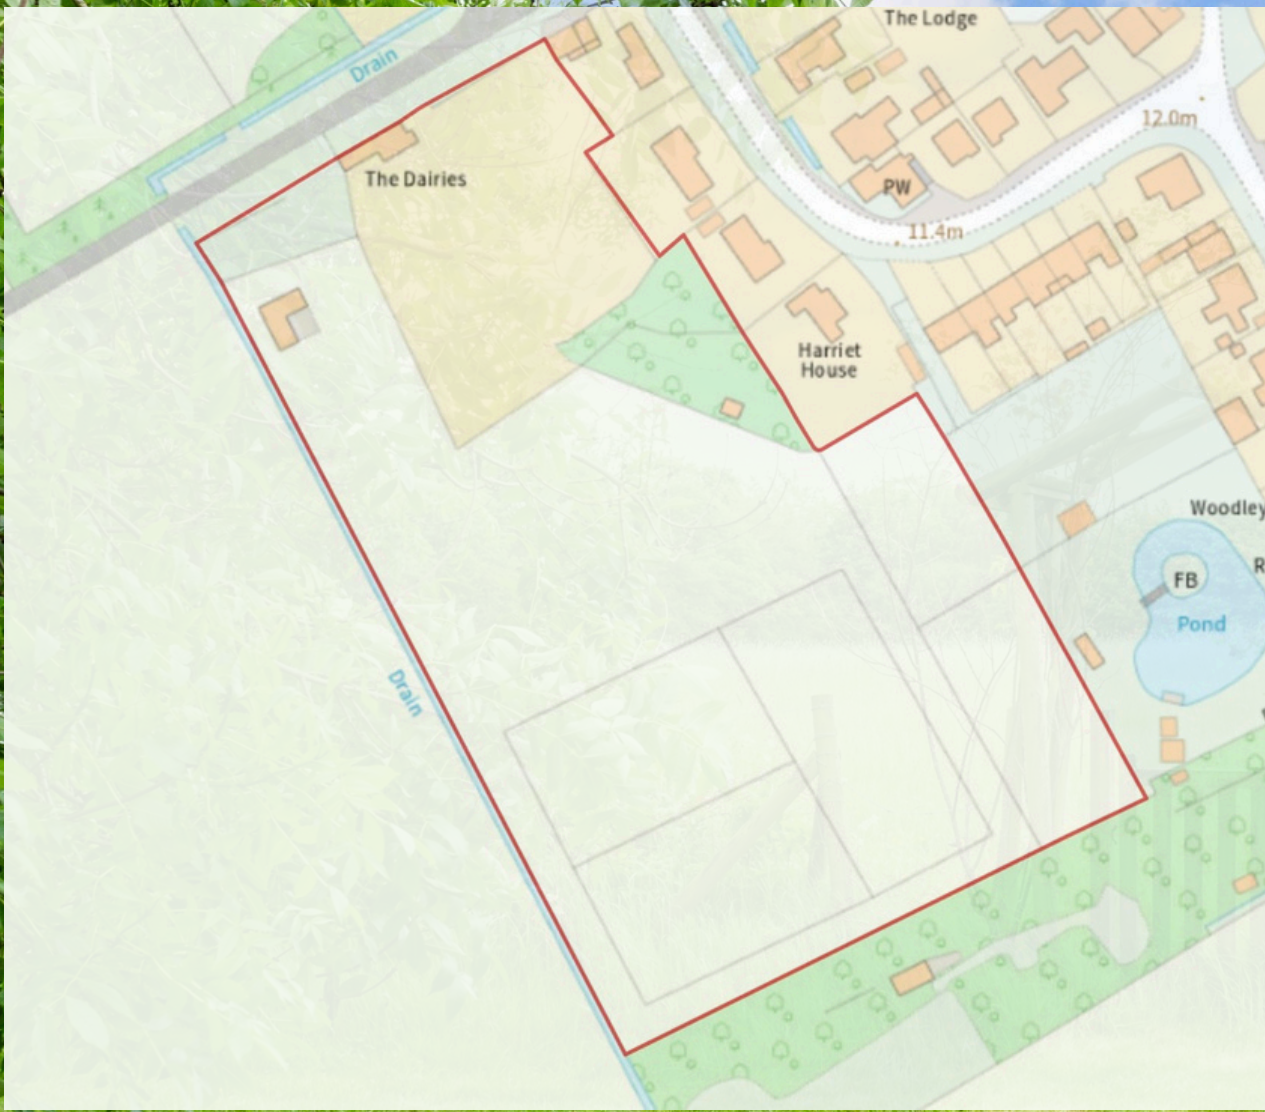 The Lodge
Drain
12.0m
The Dairies
PW
11.4m
Harriet
House
Woodley
FB
R
Pond
Drain